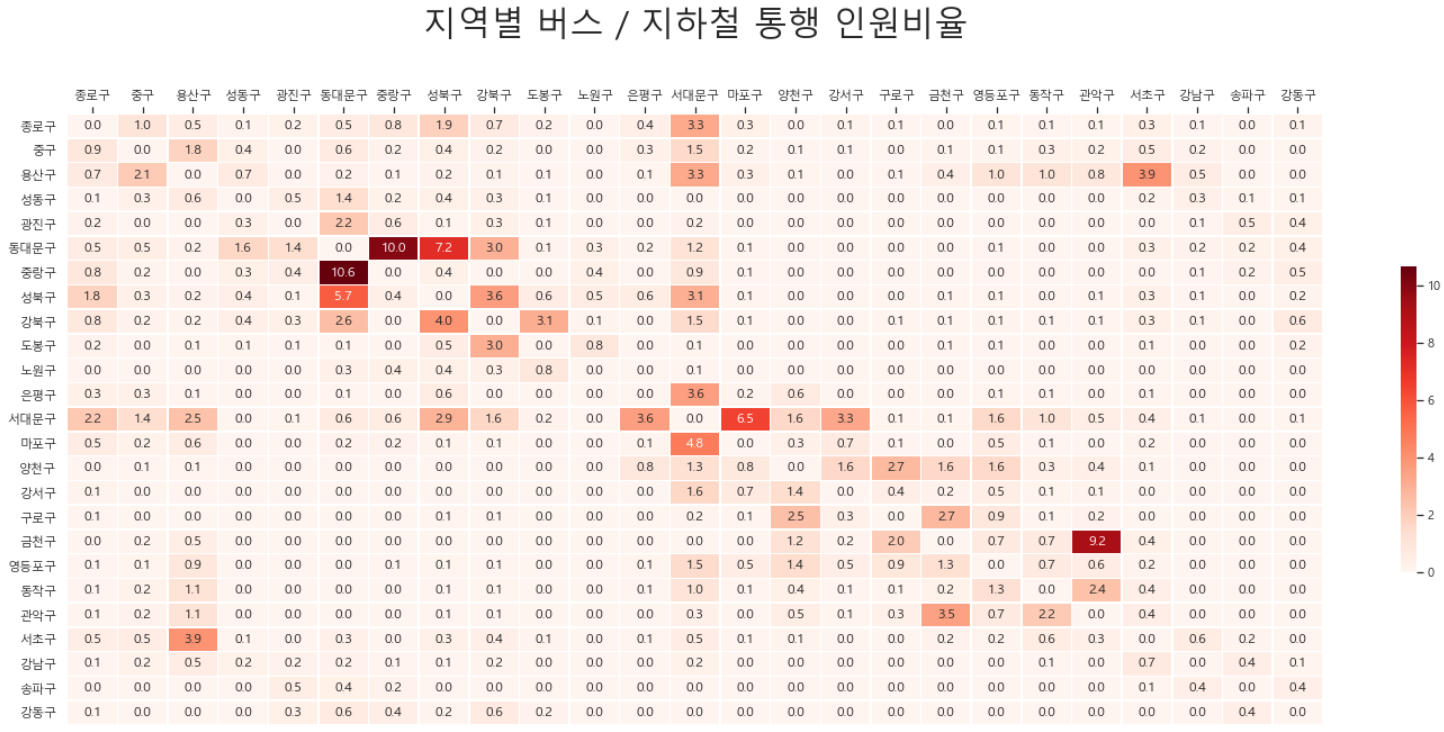 지역별 버스 / 지하철 통행 인원비율
종로구 중구 용산구 성동구 광진구 동대문구 중랑구 성북구 강북구 도봉구 노원구 은평구 서대문구 마포구 양천구 강서구 구로구 금천구 영등포구 동작구 관악구 서초구 강남구 송파구 강동구
종로구 0.0 1.0 0.5 0.1 0.2 0.5 0.8 1.9 0.7 0.2 0.0 0.4 3.3 0.3 0.0 0.1 0.1 0.0 0.1 0.1 0.1 0.3 0.1 0.0 0.1
중구 0.9 0.0 1.8 0.4 0.0 0.6 0.2 0.4 0.2 0.0 0.0 0.3 1.5 0.2 0.1 0.1 0.0 0.1 0.1 0.3 0.2 0.5 0.2 0.0 0.0
용산구 0.7 2.1 0.0 0.7 0.0 0.2 0.1 0.2 0.1 0.1 0.0 0.1 3.3 0.3 0.1 0.0 0.1 0.4 1.0 1.0 0.8 3.9 0.5 0.0 0.0
성동구 0.1 0.3 0.6 0.0 0.5 1.4 0.2 0.4 0.3 0.1 0.0 0.0 0.0 0.0 0.0 0.0 0.0 0.0 0.0 0.0 0.0 0.2 0.3 0.1 0.1
광진구 0.2 0.0 0.0 0.3 0.0 2.2 0.6 0.1 0.3 0.1 0.0 0.0 0.2 0.0 0.0 0.0 0.0 0.0 0.0 0.0 0.0 0.0 0.1 0.5 0.4
동대문구 0.5 0.5 0.2 1.6 1.4 0.0 10.0 7.2 3.0 0.1 0.3 0.2 1.2 0.1 0.0 0.0 0.0 0.0 0.1 0.0 0.0 0.3 0.2 0.2 0.4
중랑구 0.8 0.2 0.0 0.3 0.4 10.6 0.0 0.4 0.0 0.0 0.4 0.0 0.9 0.1 0.0 0.0 0.0 0.0 0.0 0.0 0.0 0.0 0.1 0.2 0.5
성북구 1.8 0.3 0.2 0.4 0.1 5.7 0.4 0.0 3.6 0.6 0.5 0.6 3.1 0.1 0.0 0.0 0.0 0.1 0.1 0.0 0.1 0.3 0.1 0.0 0.2
강북구 0.8 0.2 0.2 0.4 0.3 2.6 0.0 4.0 0.0 3.1 0.1 0.0 1.5 0.1 0.0 0.0 0.1 0.1 0.1 0.1 0.1 0.3 0.1 0.0 0.6
도봉구 0.2 0.0 0.1 0.1 0.1 0.1 0.0 0.5 3.0 0.0 0.8 0.0 0.1 0.0 0.0 0.0 0.0 0.1 0.1 0.0 0.0 0.1 0.0 0.0 0.2
노원구 0.0 0.0 0.0 0.0 0.0 0.3 0.4 0.4 0.3 0.8 0.0 0.0 0.1 0.0 0.0 0.0 0.0 0.0 0.0 0.0 0.0 0.0 0.0 0.0 0.0
은평구 0.3 0.3 0.1 0.0 0.0 0.1 0.0 0.6 0.0 0.0 0.0 0.0 3.6 0.2 0.6 0.0 0.0 0.0 0.1 0.0 0.0 0.1 0.0 0.0 0.0
서대문구 2.2 1.4 2.5 0.0 0.1 0.6 0.6 2.9 1.6 0.2 0.0 3.6 0.0 6.5 1.6 3.3 0.1 0.1 1.6 1.0 0.5 0.4 0.1 0.0 0.1
마포구 0.5 0.2 0.6 0.0 0.0 0.2 0.2 0.1 0.1 0.0 0.0 0.1 4.8 0.0 0.3 0.7 0.1 0.0 0.5 0.1 0.0 0.2 0.0 0.0 0.0
양천구 0.0 0.1 0.1 0.0 0.0 0.0 0.0 0.0 0.0 0.0 0.0 0.8 1.3 0.8 0.0 1.6 2.7 1.6 1.6 0.3 0.4 0.1 0.0 0.0 0.0
강서구 0.1 0.0 0.0 0.0 0.0 0.0 0.0 0.0 0.0 0.0 0.0 0.0 1.6 0.7 1.4 0.0 0.4 0.2 0.5 0.1 0.1 0.0 0.0 0.0 0.0
구로구 0.1 0.0 0.0 0.0 0.0 0.0 0.0 0.1 0.1 0.0 0.0 0.0 0.2 0.1 2.5 0.3 0.0 2.7 0.9 0.1 0.2 0.0 0.0 0.0 0.0
금천구 0.0 0.2 0.5 0.0 0.0 0.0 0.0 0.0 0.0 0.0 0.0 0.0 0.0 0.0 1.2 0.2 2.0 0.0 0.7 0.7 9.2 0.4 0.0 0.0 0.0
영등포구 0.1 0.1 0.9 0.0 0.0 0.0 0.1 0.1 0.1 0.0 0.0 0.1 1.5 0.5 1.4 0.5 0.9 1.3 0.0 0.7 0.6 0.2 0.0 0.0 0.0
동작구 0.1 0.2 1.1 0.0 0.0 0.0 0.0 0.1 0.1 0.0 0.0 0.1 1.0 0.1 0.4 0.1 0.1 0.2 1.3 0.0 2.4 0.4 0.0 0.0 0.0
관악구 0.1 0.2 1.1 0.0 0.0 0.0 0.0 0.1 0.1 0.0 0.0 0.0 0.3 0.0 0.5 0.1 0.3 3.5 0.7 2.2 0.0 0.4 0.0 0.0 0.0
서초구 0.5 0.5 3.9 0.1 0.0 0.3 0.0 0.3 0.4 0.1 0.0 0.1 0.5 0.1 0.1 0.0 0.0 0.2 0.2 0.6 0.3 0.0 0.6 0.2 0.0
강남구 0.1 0.2 0.5 0.2 0.2 0.2 0.1 0.1 0.2 0.0 0.0 0.0 0.2 0.0 0.0 0.0 0.0 0.0 0.0 0.1 0.0 0.7 0.0 0.4 0.1
송파구 0.0 0.0 0.0 0.0 0.5 0.4 0.2 0.0 0.0 0.0 0.0 0.0 0.0 0.0 0.0 0.0 0.0 0.0 0.0 0.0 0.0 0.1 0.4 0.0 0.4
강동구 0.1 0.0 0.0 0.0 0.3 0.6 0.4 0.2 0.6 0.2 0.0 0.0 0.0 0.0 0.0 0.0 0.0 0.0 0.0 0.0 0.0 0.0 0.0 0.4 0.0
10
8
6
4
2
0